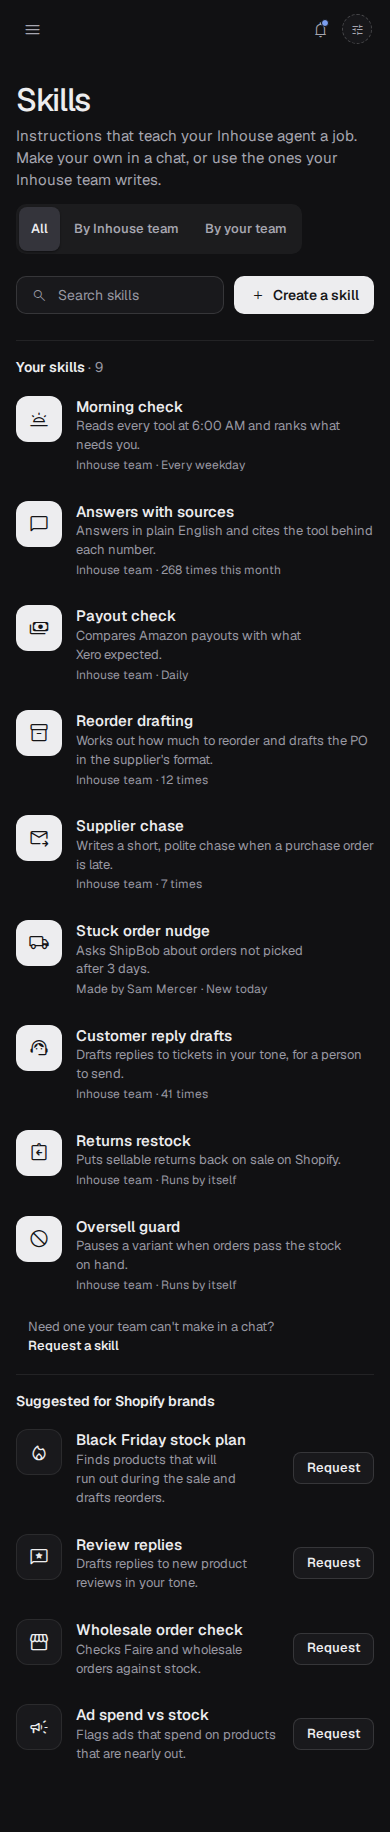 Skills
Instructions that teach your Inhouse agent a job.
Make your own in a chat, or use the ones your
Inhouse team writes.
All By Inhouse team By your team
Search skills + Create a skill
Your skills · 9
Morning check
Reads every tool at 6:00 AM and ranks what
needs you.
Inhouse team · Every weekday
Answers with sources
Answers in plain English and cites the tool behind
each number.
Inhouse team · 268 times this month
Payout check
Compares Amazon payouts with what
Xero expected.
Inhouse team · Daily
Reorder drafting
Works out how much to reorder and drafts the PO
in the supplier's format.
Inhouse team · 12 times
Supplier chase
Writes a short, polite chase when a purchase order
is late.
Inhouse team · 7 times
Stuck order nudge
Asks ShipBob about orders not picked
after 3 days.
Made by Sam Mercer · New today
Customer reply drafts
Drafts replies to tickets in your tone, for a person
to send.
Inhouse team · 41 times
Returns restock
Puts sellable returns back on sale on Shopify.
Inhouse team · Runs by itself
Oversell guard
Pauses a variant when orders pass the stock
on hand.
Inhouse team · Runs by itself
Need one your team can't make in a chat?
Request a skill
Suggested for Shopify brands
Black Friday stock plan
Finds products that will
run out during the sale and
drafts reorders.
Request
Review replies
Drafts replies to new product
reviews in your tone.
Request
Wholesale order check
Checks Faire and wholesale
orders against stock.
Request
Ad spend vs stock
Flags ads that spend on products
that are nearly out.
Request